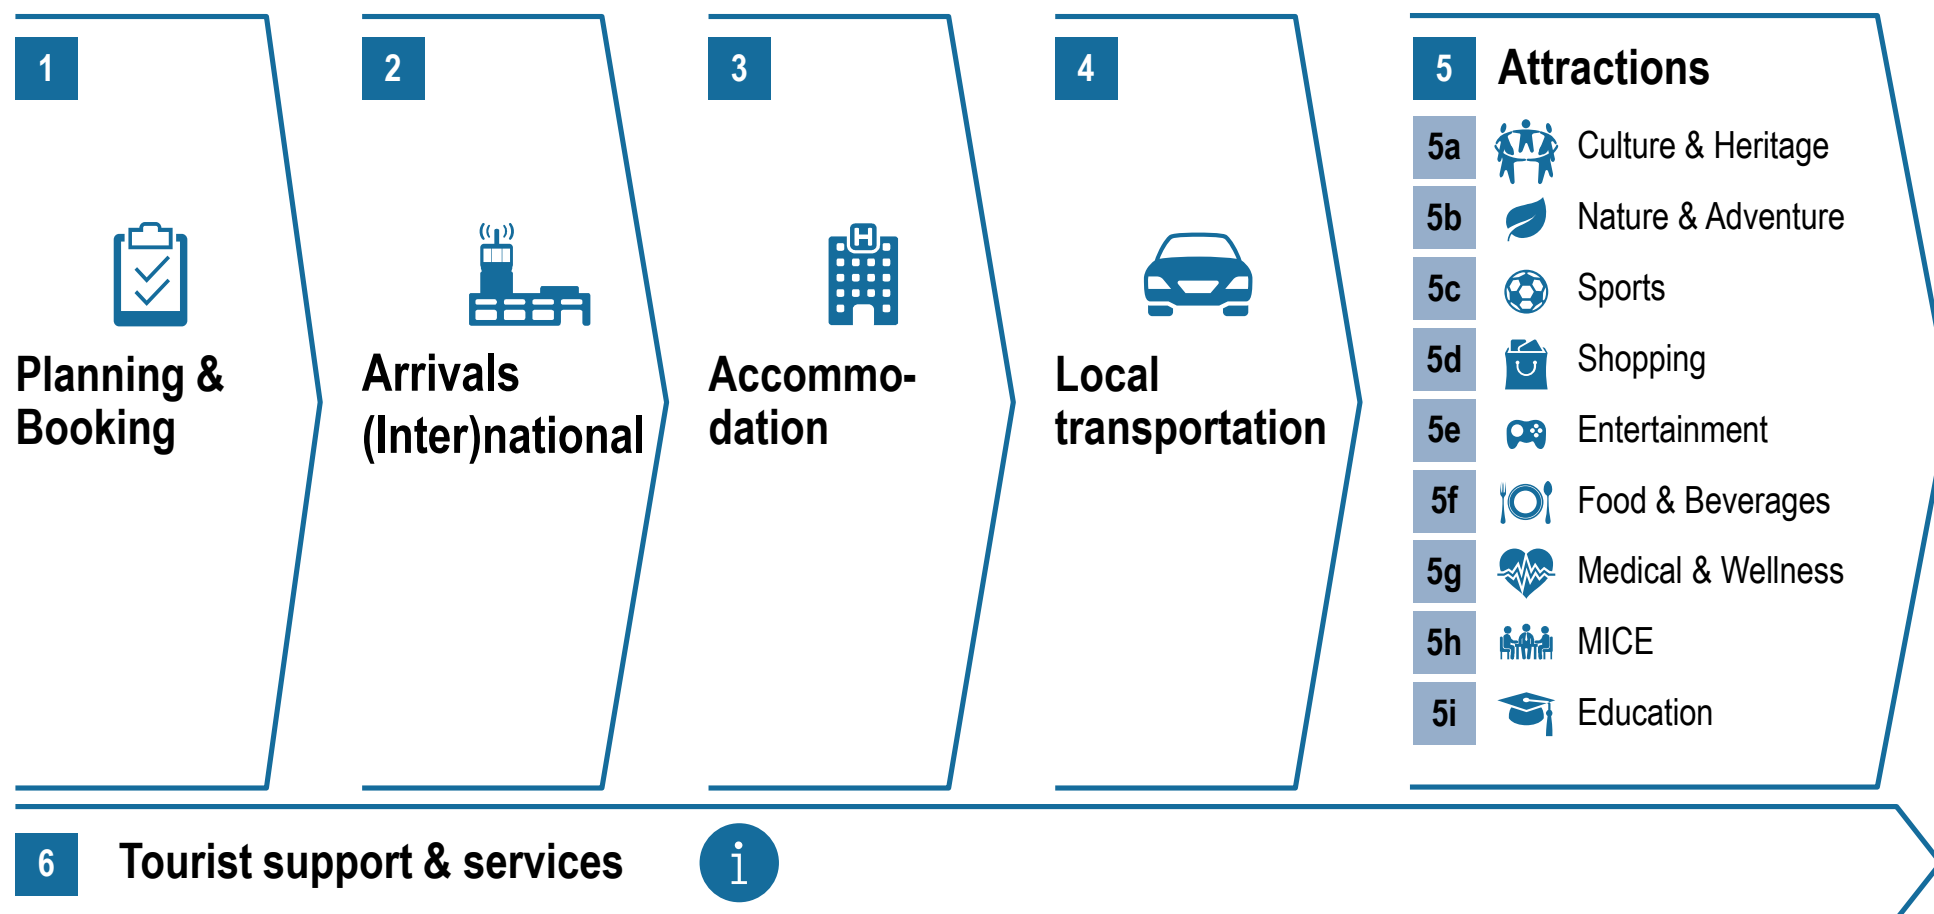 1
Planning &
Booking
2
Arrivals
(Inter)national
3
H
Accommo-
dation
4
Local
transportation
5 Attractions
5a Culture & Heritage
5b Nature & Adventure
5c Sports
5d Shopping
5e Entertainment
5f Food & Beverages
5g Medical & Wellness
5h MICE
5i Education
6 Tourist support & services i